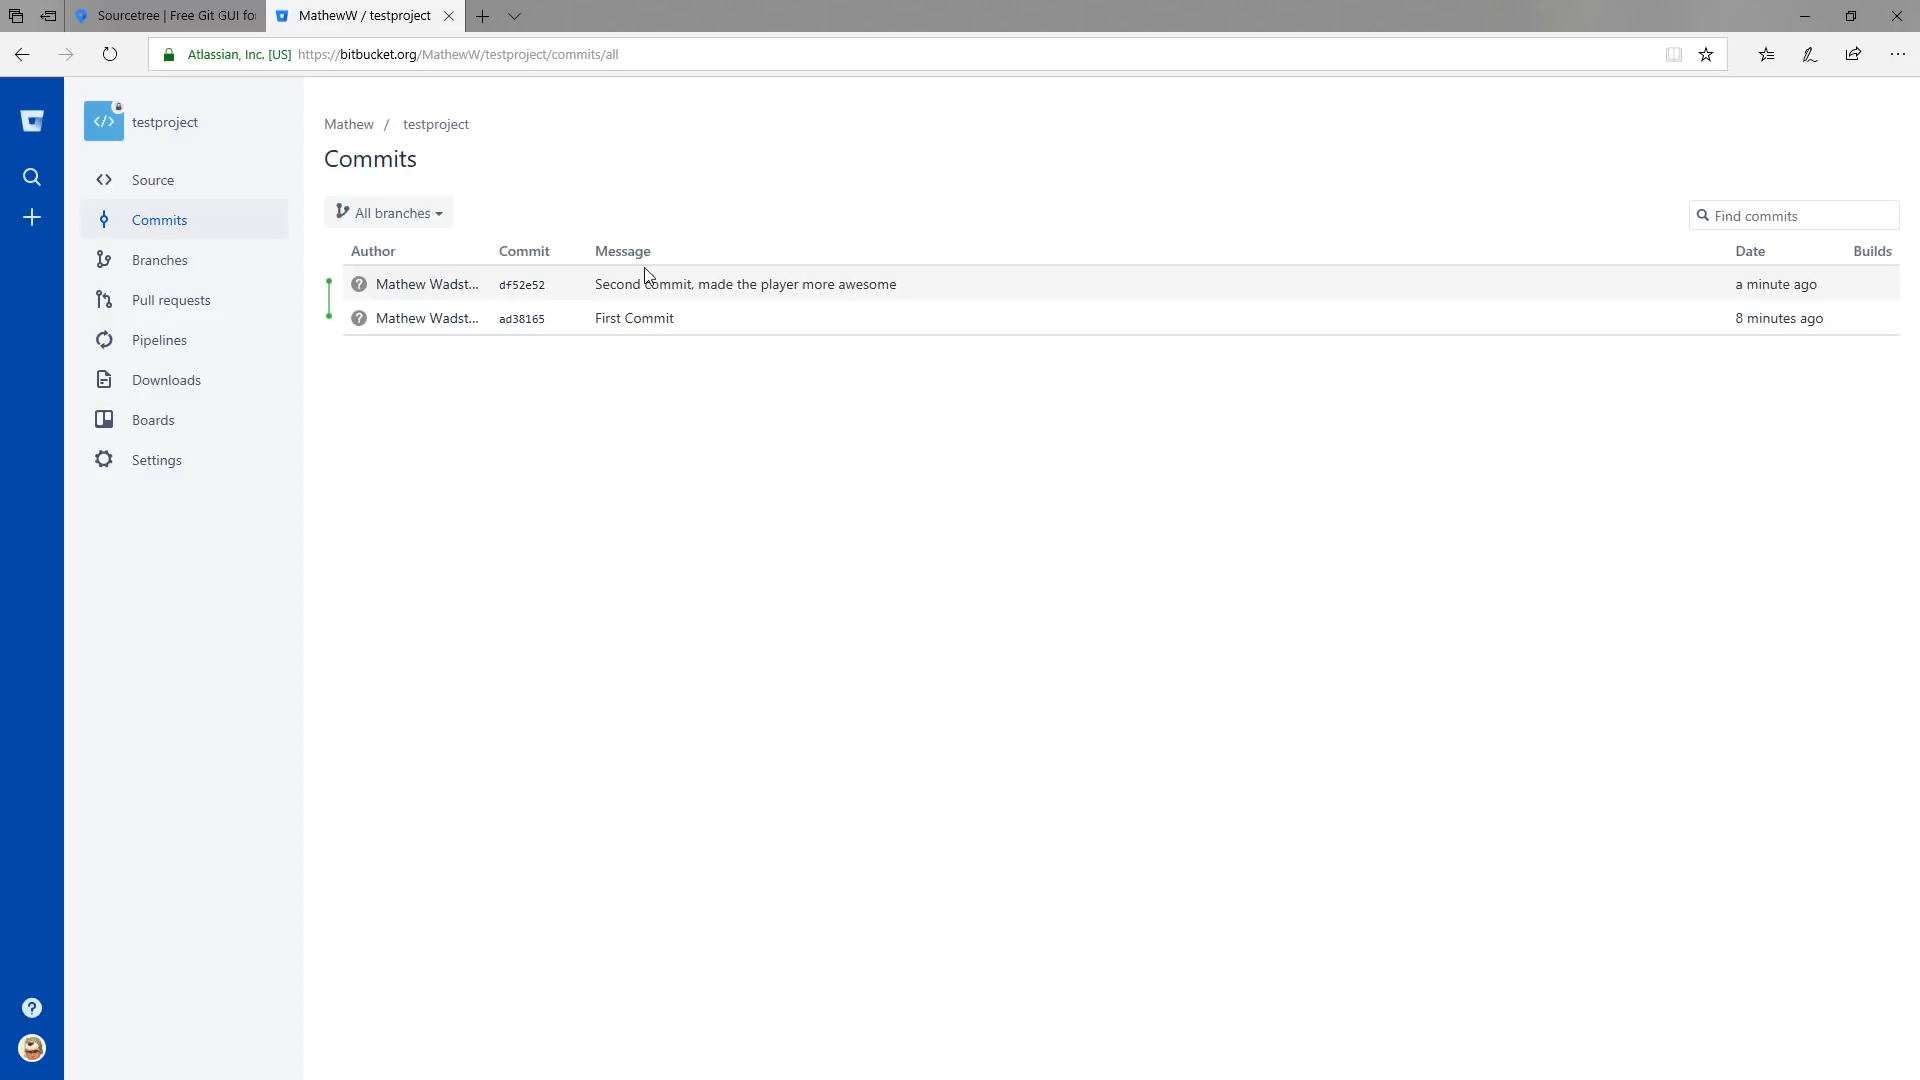 Sourcetree | Free Git GUI fo
MathewW / testproject
Atlassian, Inc. [US] https://bitbucket.org/MathewW/testproject/commits/all
testproject
Source
Commits
Branches
Pull requests
Pipelines
Downloads
Boards
Settings
Mathew / testproject
Commits
All branches
Find commits
Author Commit Message Date Builds
Mathew Wadst... df52e52 Second commit, made the player more awesome a minute ago
Mathew Wadst... ad38165 First Commit 8 minutes ago